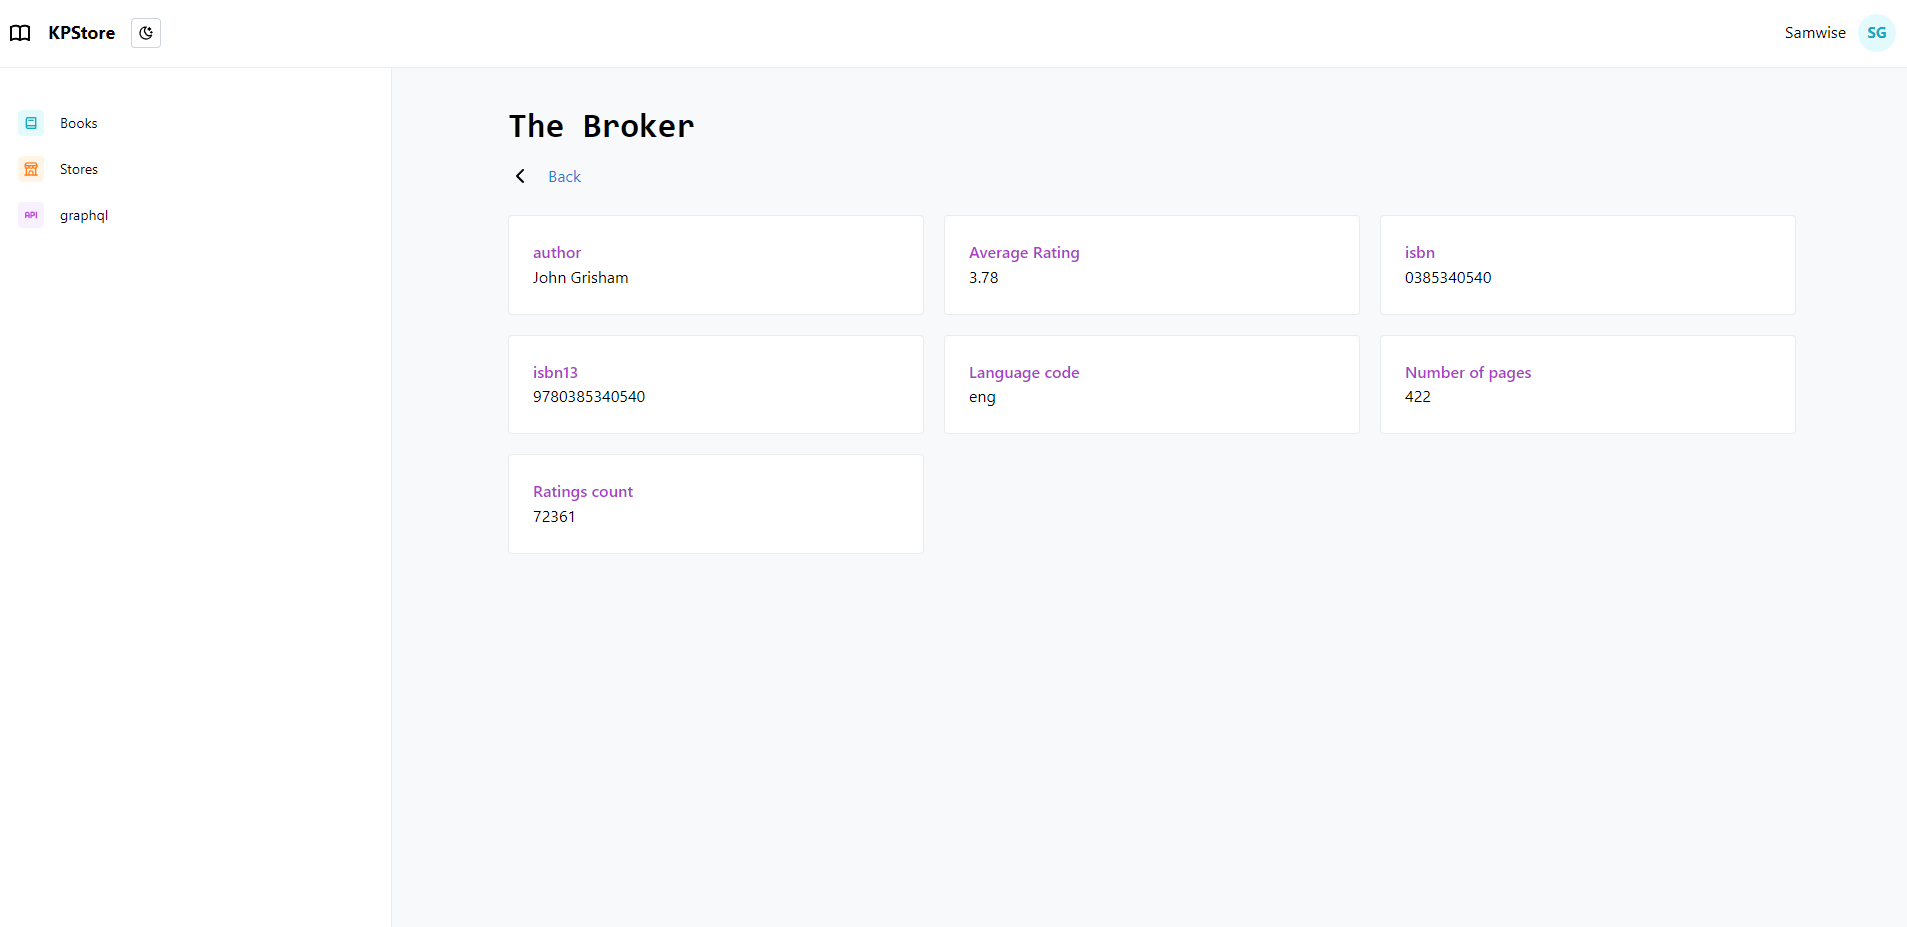 KPStore
Samwise SG
Books
Stores
API graphql
The Broker
Back
author
John Grisham
Average Rating
3.78
isbn
0385340540
isbn13
9780385340540
Language code
eng
Number of pages
422
Ratings count
72361